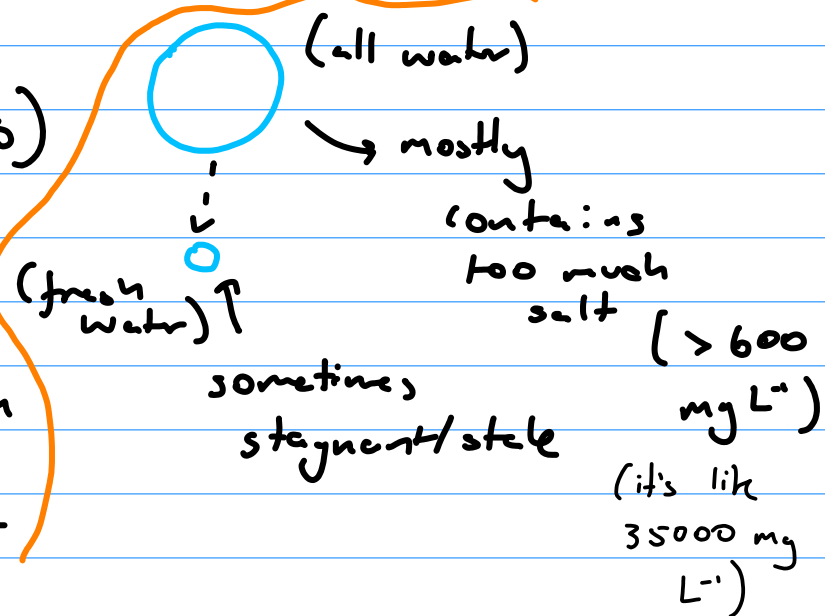 (all water)
→ mostly
contains
too much
salt
(> 600
mg L⁻¹)
(it's like
35000 mg
L⁻¹)
(fresh
water)
sometimes
stagnant/stale